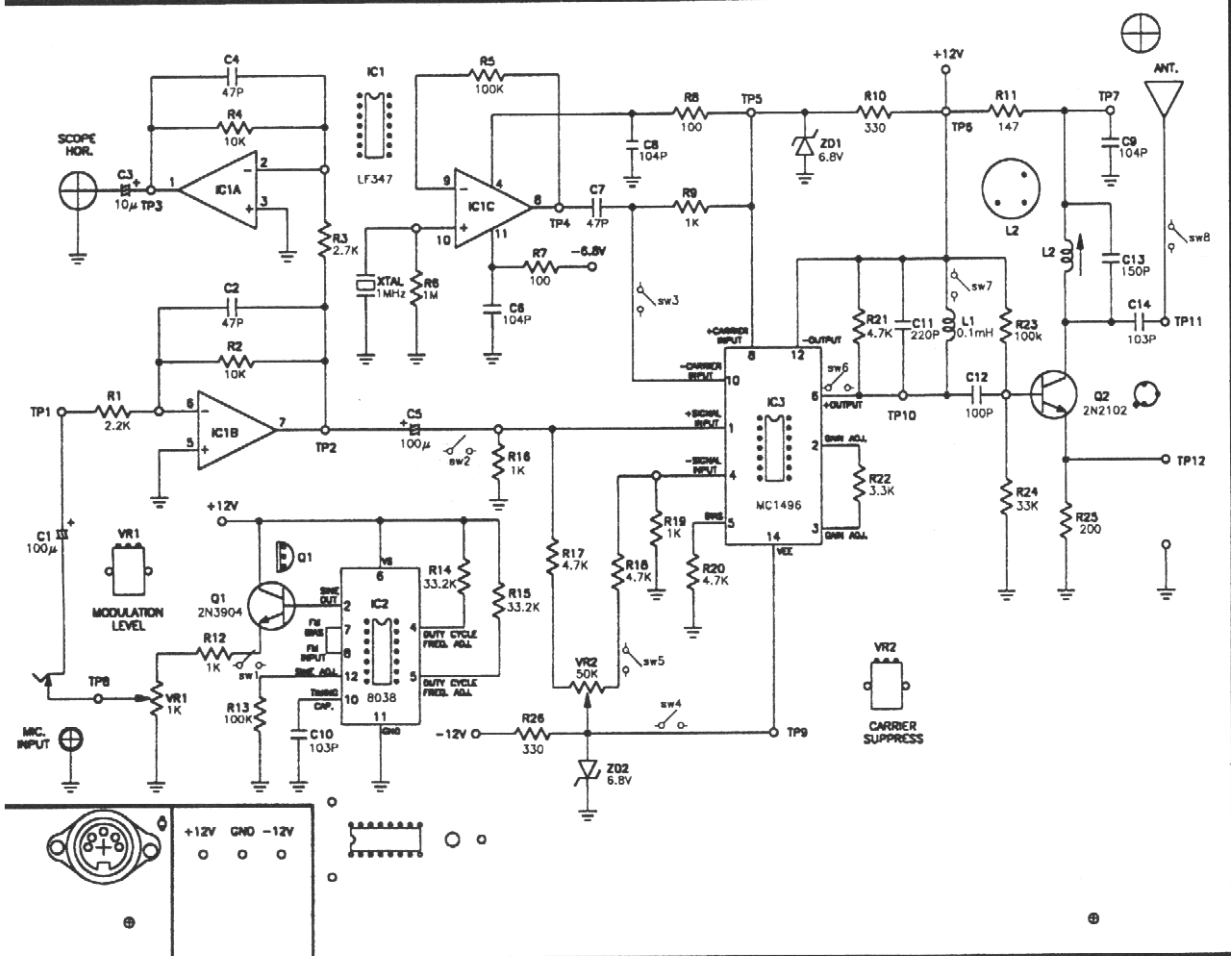 C4
47P
R4
10K
SCOPE
HOR.
C3
+
10μ
TP3
1
IC1A
2
−
3
+
R3
2.7K
IC1
LF347
R5
100K
9
−
4
IC1C
10
+
11
8
TP4
C7
47P
XTAL
1MHz
R6
1M
R7
100
−6.8V
C6
104P
C8
104P
R8
100
TP5
R9
1K
ZD1
6.8V
R10
330
+12V
TP6
R11
147
TP7
C9
104P
ANT.
L2
L2
C13
150P
sw8
C14
103P
TP11
C2
47P
R2
10K
TP1
R1
2.2K
6
−
IC1B
5
+
7
TP2
C5
+
100μ
sw2
R16
1K
sw3
+CARRIER
INPUT
8
12
−OUTPUT
−CARRIER
INPUT
10
+SIGNAL
INPUT
1
−SIGNAL
INPUT
4
BIAS
5
IC3
MC1496
14
VEE
6
+OUTPUT
sw6
2
GAIN ADJ.
R22
3.3K
3
GAIN ADJ.
R21
4.7K
C11
220P
sw7
L1
0.1mH
R23
100k
TP10
C12
100P
Q2
2N2102
TP12
R24
33K
R25
200
C1
+
100μ
VR1
MODULATION
LEVEL
+12V
Q1
Q1
2N3904
R12
1K
sw1
SINE
OUT
2
FM
BIAS
7
FM
INPUT
8
SINE ADJ.
12
TIMING
CAP.
10
VS
6
IC2
8038
11
GND
4
DUTY CYCLE
FREQ. ADJ.
5
DUTY CYCLE
FREQ. ADJ.
R14
33.2K
R15
33.2K
R13
100K
C10
103P
TP8
VR1
1K
MIC.
INPUT
R17
4.7K
R18
4.7K
R19
1K
R20
4.7K
VR2
50K
sw5
sw4
−12V
R26
330
TP9
ZD2
6.8V
VR2
CARRIER
SUPPRESS
+12V GND −12V